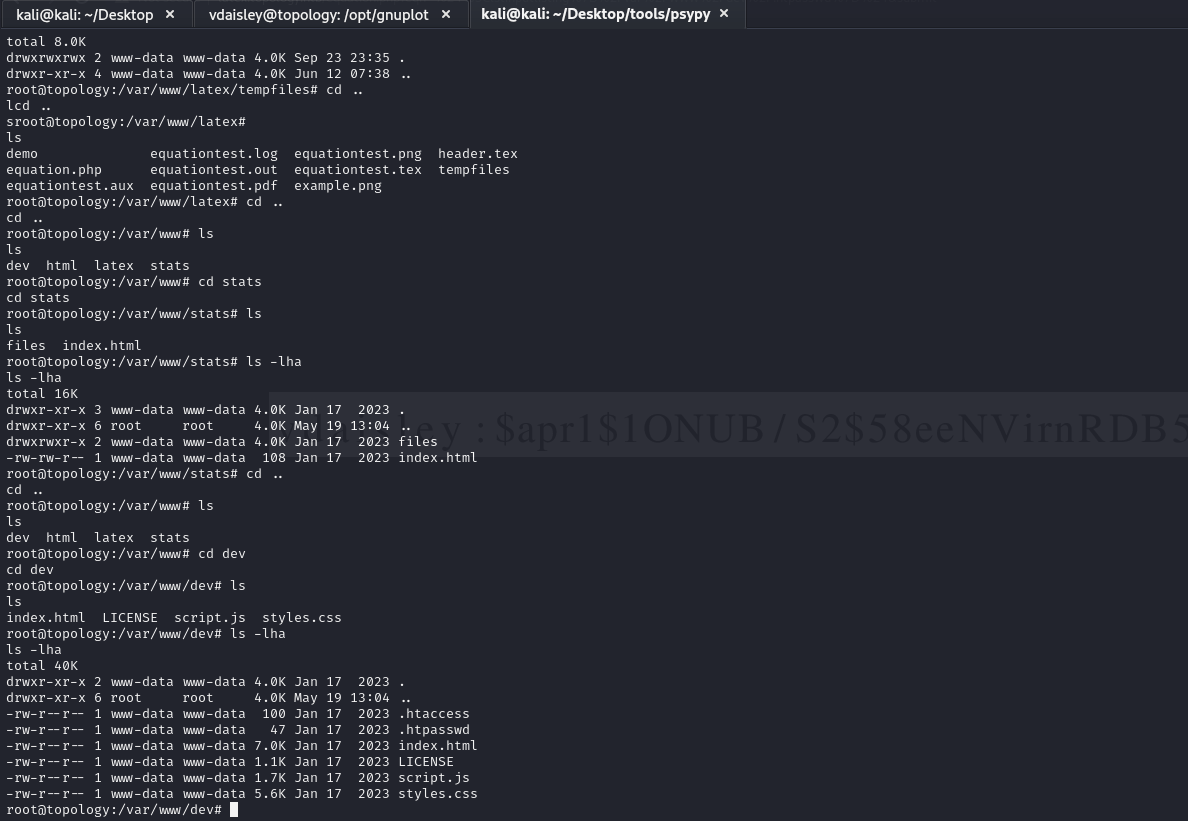 kali@kali: ~/Desktop × vdaisley@topology: /opt/gnuplot × kali@kali: ~/Desktop/tools/psypy ×
total 8.0K
drwxrwxrwx 2 www-data www-data 4.0K Sep 23 23:35 .
drwxr-xr-x 4 www-data www-data 4.0K Jun 12 07:38 ..
root@topology:/var/www/latex/tempfiles# cd ..
lcd ..
sroot@topology:/var/www/latex#
ls
demo equationtest.log equationtest.png header.tex
equation.php equationtest.out equationtest.tex tempfiles
equationtest.aux equationtest.pdf example.png
root@topology:/var/www/latex# cd ..
cd ..
root@topology:/var/www# ls
ls
dev html latex stats
root@topology:/var/www# cd stats
cd stats
root@topology:/var/www/stats# ls
ls
files index.html
root@topology:/var/www/stats# ls -lha
ls -lha
total 16K
drwxr-xr-x 3 www-data www-data 4.0K Jan 17 2023 .
drwxr-xr-x 6 root root 4.0K May 19 13:04 ..
:$apr1$1ONUB/S2$58eeNVirnRDB5
drwxrwxr-x 2 www-data www-data 4.0K Jan 17 2023 files
-rw-rw-r-- 1 www-data www-data 108 Jan 17 2023 index.html
root@topology:/var/www/stats# cd ..
cd ..
root@topology:/var/www# ls
ls
dev html latex stats
root@topology:/var/www# cd dev
cd dev
root@topology:/var/www/dev# ls
ls
index.html LICENSE script.js styles.css
root@topology:/var/www/dev# ls -lha
ls -lha
total 40K
drwxr-xr-x 2 www-data www-data 4.0K Jan 17 2023 .
drwxr-xr-x 6 root root 4.0K May 19 13:04 ..
-rw-r--r-- 1 www-data www-data 100 Jan 17 2023 .htaccess
-rw-r--r-- 1 www-data www-data 47 Jan 17 2023 .htpasswd
-rw-r--r-- 1 www-data www-data 7.0K Jan 17 2023 index.html
-rw-r--r-- 1 www-data www-data 1.1K Jan 17 2023 LICENSE
-rw-r--r-- 1 www-data www-data 1.7K Jan 17 2023 script.js
-rw-r--r-- 1 www-data www-data 5.6K Jan 17 2023 styles.css
root@topology:/var/www/dev#